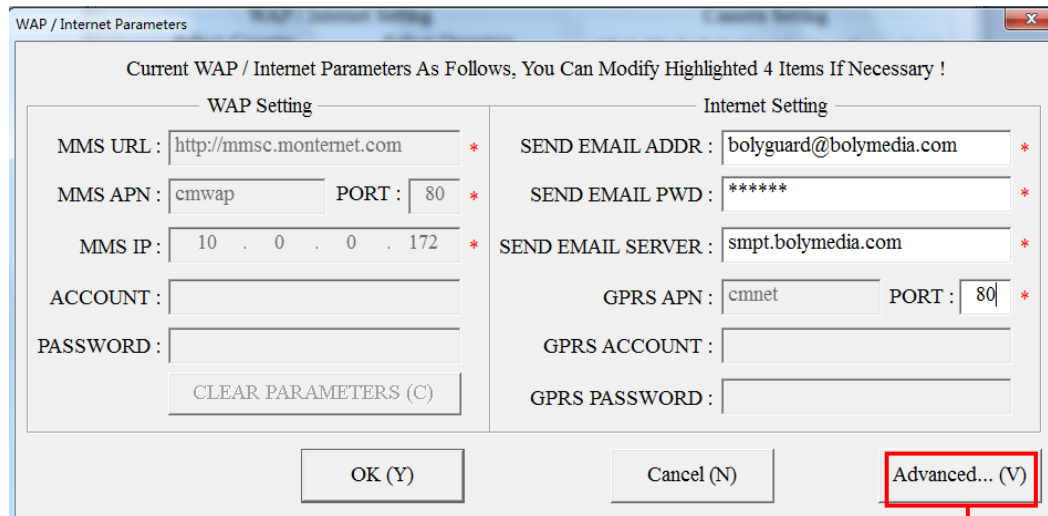 WAP / Internet Parameters
Current WAP / Internet Parameters As Follows, You Can Modify Highlighted 4 Items If Necessary !
WAP Setting
MMS URL : http://mmsc.monternet.com *
MMS APN : cmwap PORT : 80 *
MMS IP : 10 . 0 . 0 . 172 *
ACCOUNT :
PASSWORD :
CLEAR PARAMETERS (C)
Internet Setting
SEND EMAIL ADDR : bolyguard@bolymedia.com *
SEND EMAIL PWD : ****** *
SEND EMAIL SERVER : smpt.bolymedia.com *
GPRS APN : cmnet PORT : 80 *
GPRS ACCOUNT :
GPRS PASSWORD :
OK (Y)
Cancel (N)
Advanced... (V)